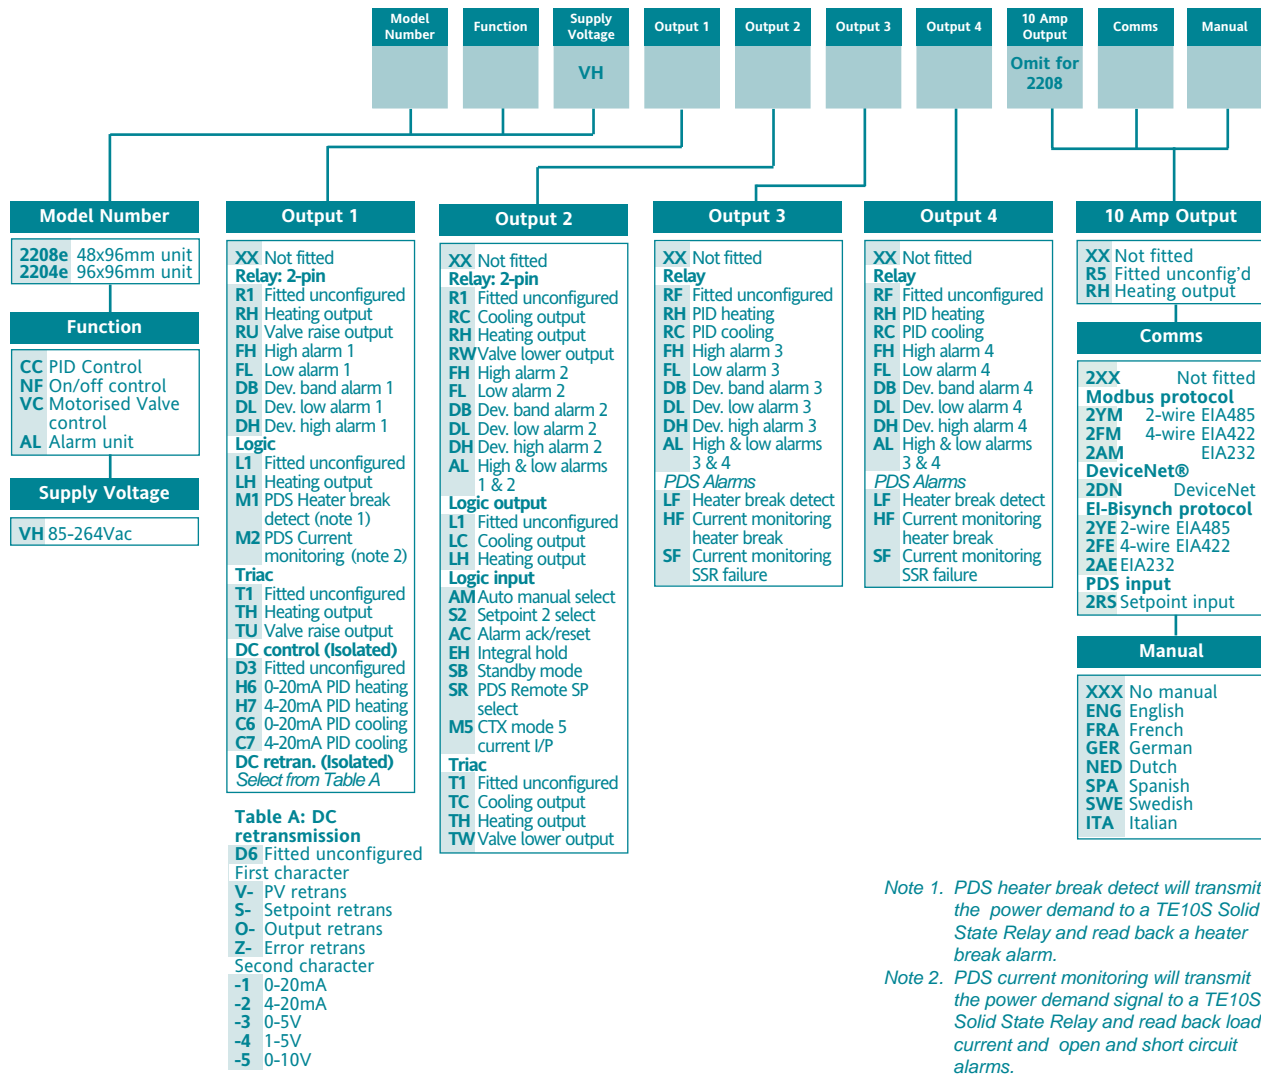 Model Number
Function
Supply Voltage
Output 1
Output 2
Output 3
Output 4
10 Amp Output
Comms
Manual
VH
Omit for 2208
Model Number
2208e 48x96mm unit
2204e 96x96mm unit
Function
CC PID Control
NF On/off control
VC Motorised Valve
control
AL Alarm unit
Supply Voltage
VH 85-264Vac
Output 1
XX Not fitted
Relay: 2-pin
R1 Fitted unconfigured
RH Heating output
RU Valve raise output
FH High alarm 1
FL Low alarm 1
DB Dev. band alarm 1
DL Dev. low alarm 1
DH Dev. high alarm 1
Logic
L1 Fitted unconfigured
LH Heating output
M1 PDS Heater break
detect (note 1)
M2 PDS Current
monitoring (note 2)
Triac
T1 Fitted unconfigured
TH Heating output
TU Valve raise output
DC control (Isolated)
D3 Fitted unconfigured
H6 0-20mA PID heating
H7 4-20mA PID heating
C6 0-20mA PID cooling
C7 4-20mA PID cooling
DC retran. (Isolated)
Select from Table A
Table A: DC
retransmission
D6 Fitted unconfigured
First character
V- PV retrans
S- Setpoint retrans
O- Output retrans
Z- Error retrans
Second character
-1 0-20mA
-2 4-20mA
-3 0-5V
-4 1-5V
-5 0-10V
Output 2
XX Not fitted
Relay: 2-pin
R1 Fitted unconfigured
RC Cooling output
RH Heating output
RW Valve lower output
FH High alarm 2
FL Low alarm 2
DB Dev. band alarm 2
DL Dev. low alarm 2
DH Dev. high alarm 2
AL High & low alarms
1 & 2
Logic output
L1 Fitted unconfigured
LC Cooling output
LH Heating output
Logic input
AM Auto manual select
S2 Setpoint 2 select
AC Alarm ack/reset
EH Integral hold
SB Standby mode
SR PDS Remote SP
select
M5 CTX mode 5
current I/P
Triac
T1 Fitted unconfigured
TC Cooling output
TH Heating output
TW Valve lower output
Output 3
XX Not fitted
Relay
RF Fitted unconfigured
RH PID heating
RC PID cooling
FH High alarm 3
FL Low alarm 3
DB Dev. band alarm 3
DL Dev. low alarm 3
DH Dev. high alarm 3
AL High & low alarms
3 & 4
PDS Alarms
LF Heater break detect
HF Current monitoring
heater break
SF Current monitoring
SSR failure
Output 4
XX Not fitted
Relay
RF Fitted unconfigured
RH PID heating
RC PID cooling
FH High alarm 4
FL Low alarm 4
DB Dev. band alarm 4
DL Dev. low alarm 4
DH Dev. high alarm 4
AL High & low alarms
3 & 4
PDS Alarms
LF Heater break detect
HF Current monitoring
heater break
SF Current monitoring
SSR failure
10 Amp Output
XX Not fitted
R5 Fitted unconfig'd
RH Heating output
Comms
2XX Not fitted
Modbus protocol
2YM 2-wire EIA485
2FM 4-wire EIA422
2AM EIA232
DeviceNet®
2DN DeviceNet
EI-Bisynch protocol
2YE 2-wire EIA485
2FE 4-wire EIA422
2AE EIA232
PDS input
2RS Setpoint input
Manual
XXX No manual
ENG English
FRA French
GER German
NED Dutch
SPA Spanish
SWE Swedish
ITA Italian
Note 1. PDS heater break detect will transmit
the power demand to a TE10S Solid
State Relay and read back a heater
break alarm.
Note 2. PDS current monitoring will transmit
the power demand signal to a TE10S
Solid State Relay and read back load
current and open and short circuit
alarms.